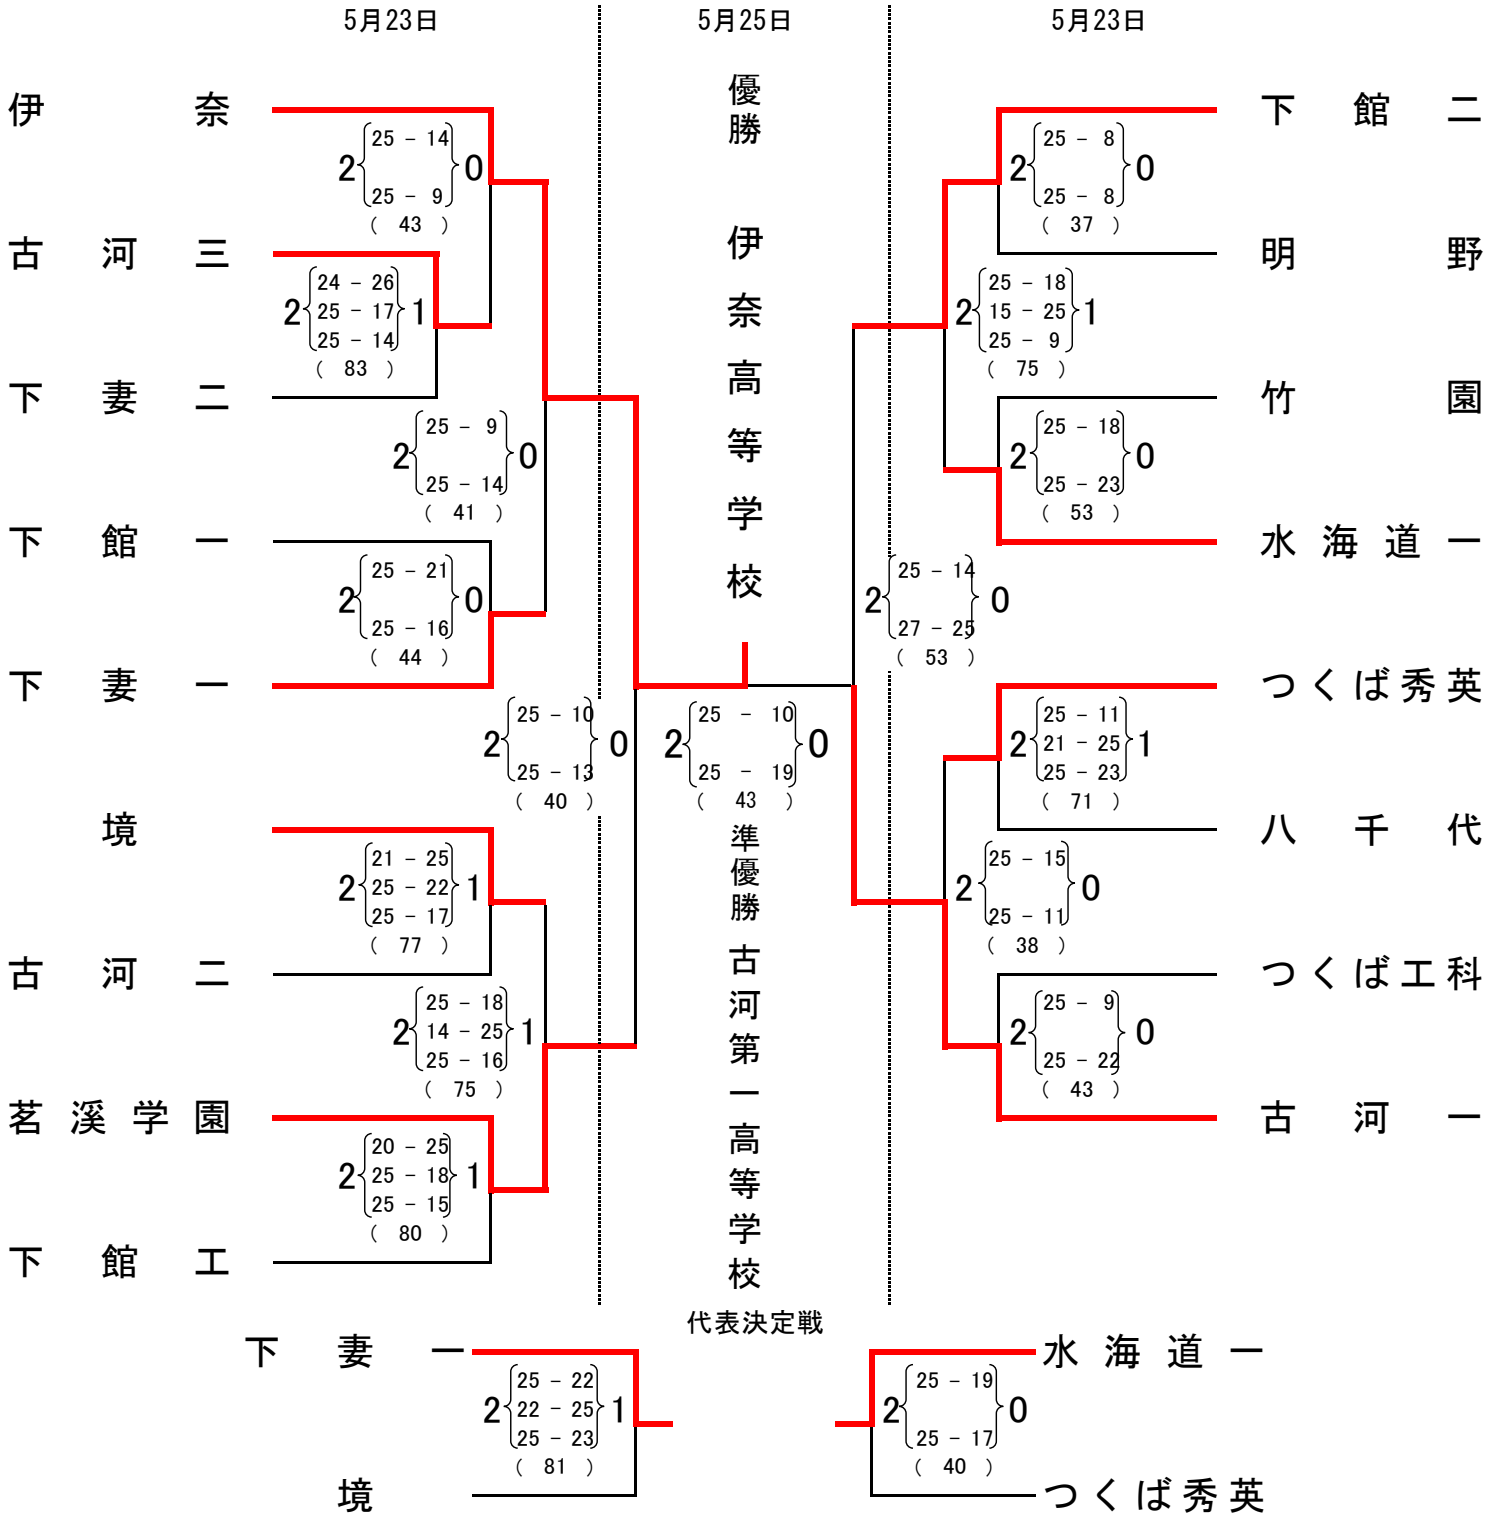 5月23日
5月25日
5月23日
優勝　伊奈高等学校
準優勝　古河第一高等学校
伊奈
25 - 14
2 0
25 - 9
( 43 )
古河三
24 - 26
2 25 - 17 1
25 - 14
( 83 )
下妻二
25 - 9
2 0
25 - 14
( 41 )
下館一
25 - 21
2 0
25 - 16
( 44 )
下妻一
25 - 10
2 0
25 - 13
( 40 )
境
21 - 25
2 25 - 22 1
25 - 17
( 77 )
古河二
25 - 18
2 14 - 25 1
25 - 16
( 75 )
茗溪学園
20 - 25
2 25 - 18 1
25 - 15
( 80 )
下館工
25 - 10
2 0
25 - 19
( 43 )
下館二
25 - 8
2 0
25 - 8
( 37 )
明野
25 - 18
2 15 - 25 1
25 - 9
( 75 )
竹園
25 - 18
2 0
25 - 23
( 53 )
水海道一
25 - 14
2 0
27 - 25
( 53 )
つくば秀英
25 - 11
2 21 - 25 1
25 - 23
( 71 )
八千代
25 - 15
2 0
25 - 11
( 38 )
つくば工科
25 - 9
2 0
25 - 22
( 43 )
古河一
代表決定戦
下妻一
25 - 22
2 22 - 25 1
25 - 23
( 81 )
境
水海道一
25 - 19
2 0
25 - 17
( 40 )
つくば秀英